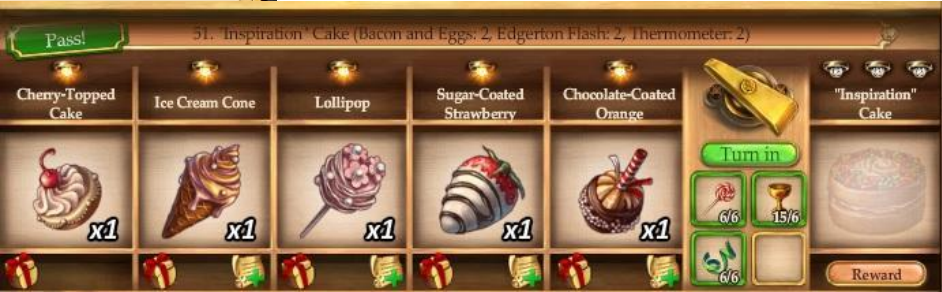 Pass!
51. "Inspiration" Cake (Bacon and Eggs: 2, Edgerton Flash: 2, Thermometer: 2)
Cherry-Topped
Cake
Ice Cream Cone
Lollipop
Sugar-Coated
Strawberry
Chocolate-Coated
Orange
"Inspiration"
Cake
Turn in
x1
x1
x1
x1
x1
6/6
15/6
6/6
Reward